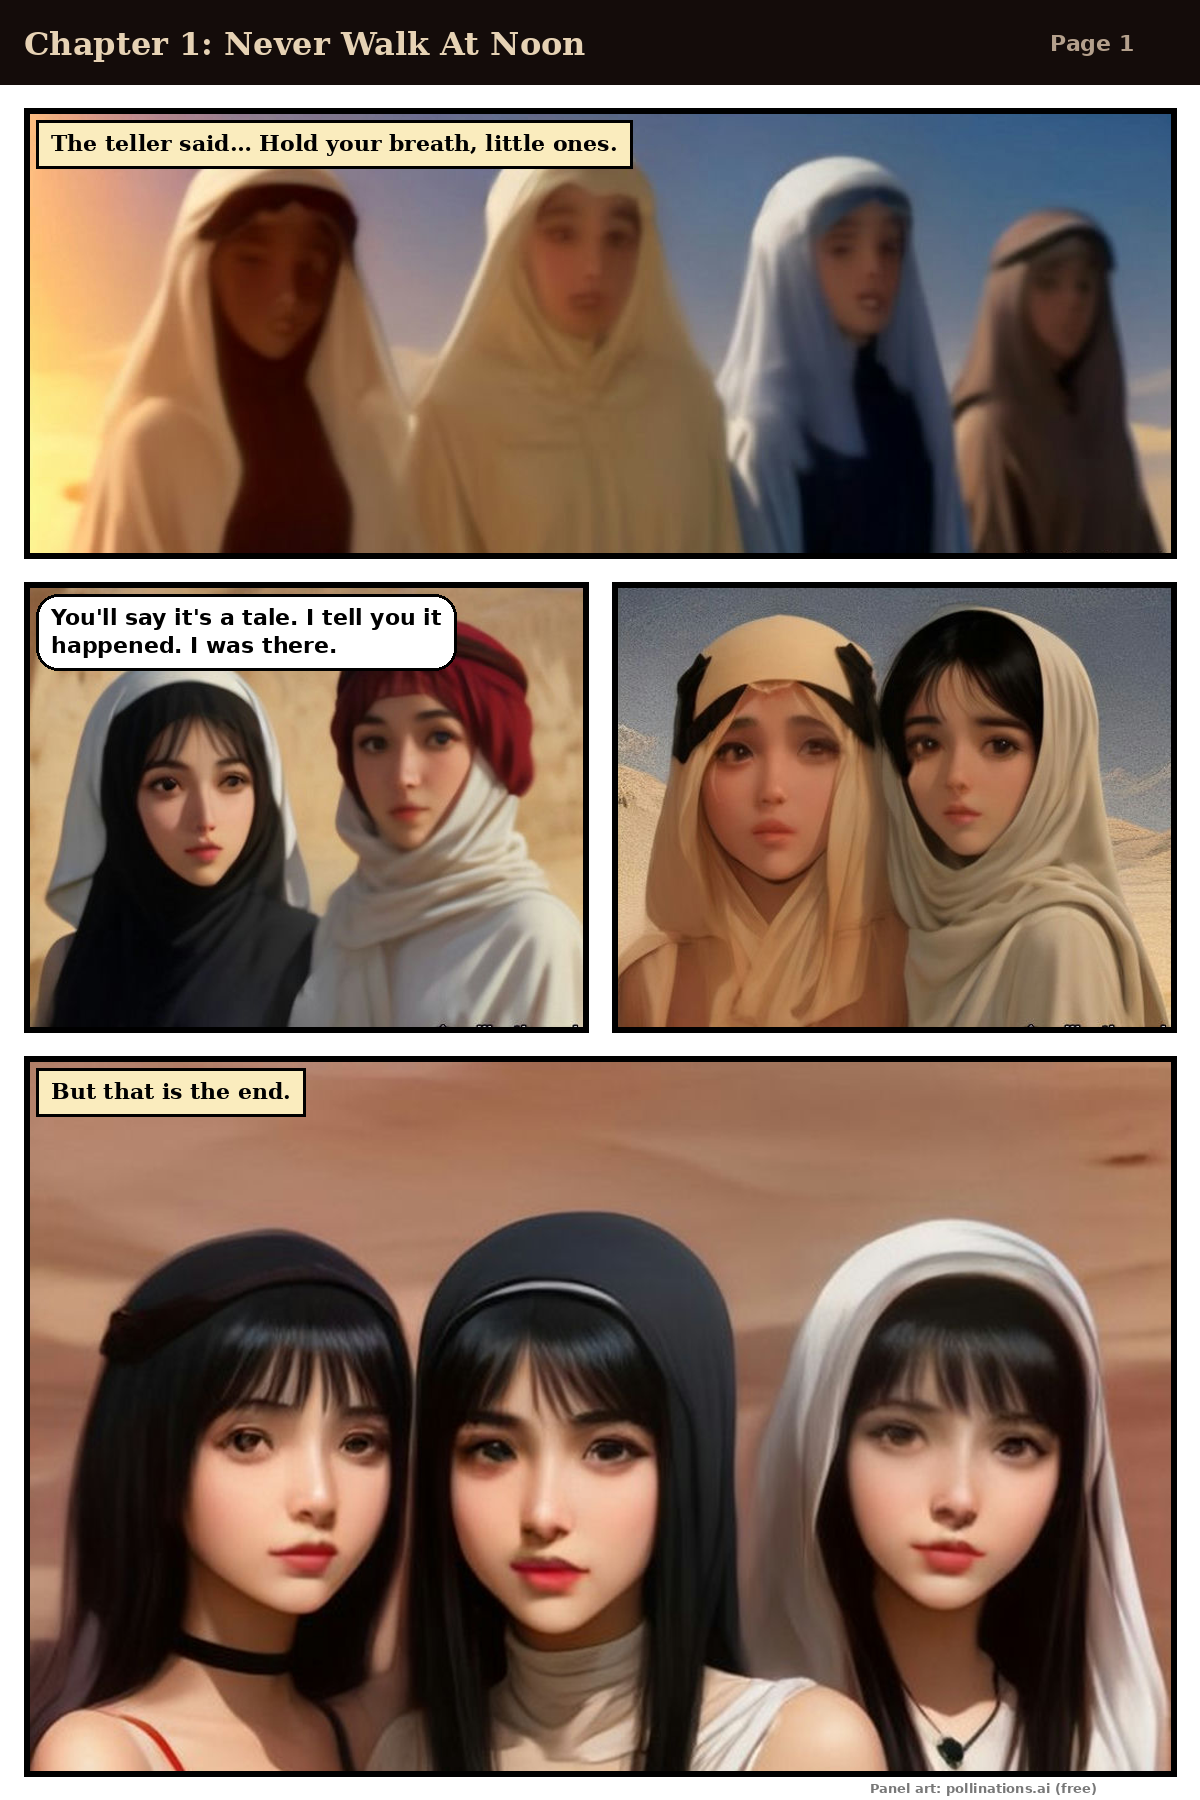 Chapter 1: Never Walk At Noon
Page 1
The teller said... Hold your breath, little ones.
You'll say it's a tale. I tell you it
happened. I was there.
But that is the end.
Panel art: pollinations.ai (free)